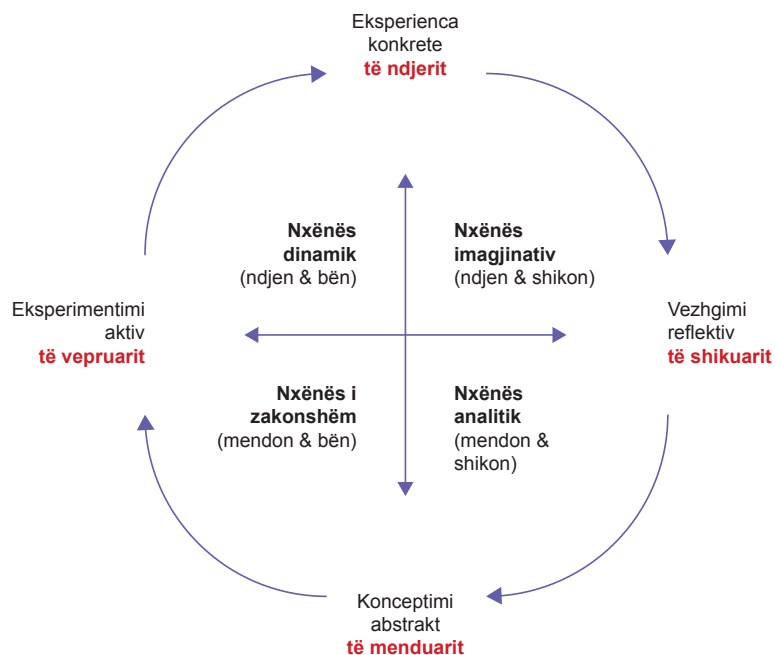 Eksperienca
konkrete
të ndjerit
Nxënës
dinamik
(ndjen & bën)
Nxënës
imagjinativ
(ndjen & shikon)
Eksperimentimi
aktiv
të vepruarit
Vezhgimi
reflektiv
të shikuarit
Nxënës i
zakonshëm
(mendon & bën)
Nxënës
analitik
(mendon &
shikon)
Konceptimi
abstrakt
të menduarit